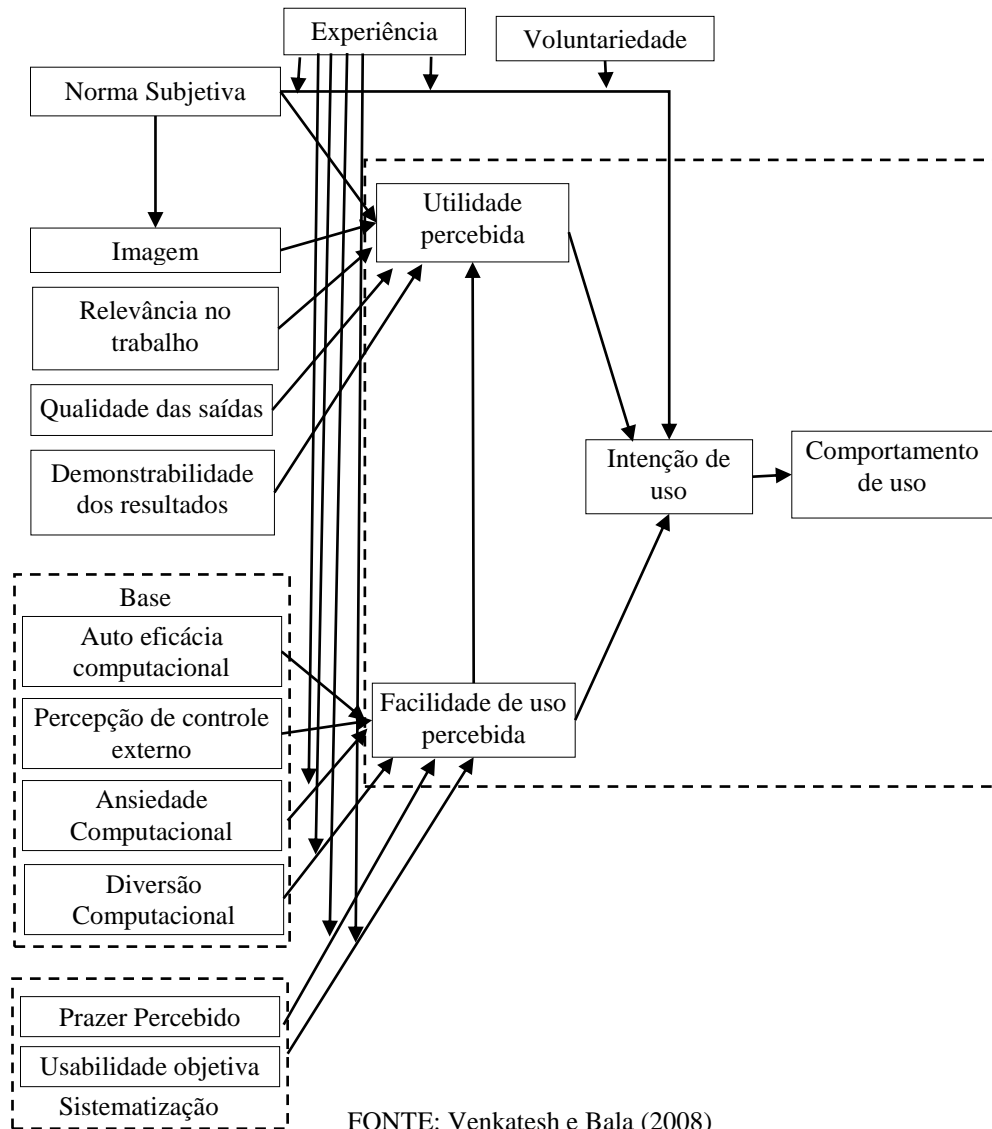 Experiência
Voluntariedade
Norma Subjetiva
Utilidade
percebida
Imagem
Relevância no
trabalho
Qualidade das saídas
Demonstrabilidade
dos resultados
Intenção de
uso
Comportamento
de uso
Base
Auto eficácia
computacional
Percepção de controle
externo
Facilidade de uso
percebida
Ansiedade
Computacional
Diversão
Computacional
Prazer Percebido
Usabilidade objetiva
Sistematização
FONTE: Venkatesh e Bala (2008)